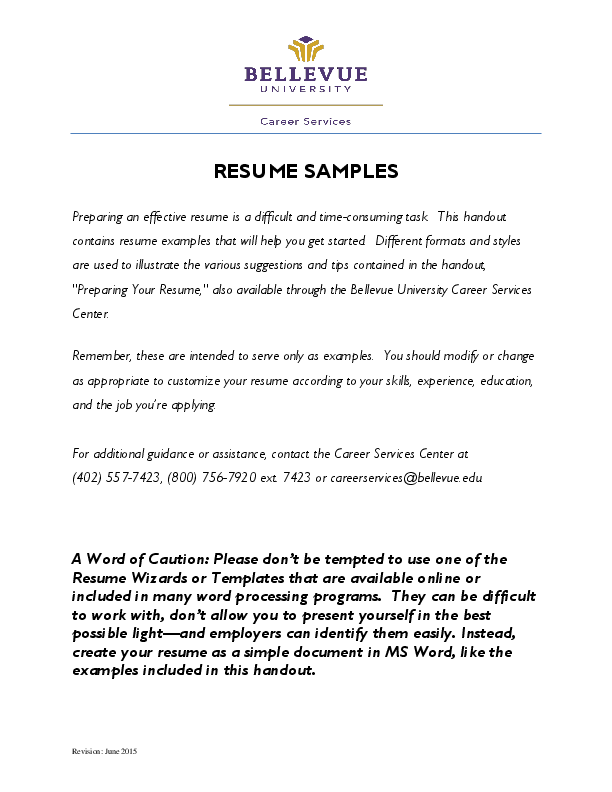 BELLEVUE
UNIVERSITY
Career Services
RESUME SAMPLES
Preparing an effective resume is a difficult and time-consuming task. This handout
contains resume examples that will help you get started. Different formats and styles
are used to illustrate the various suggestions and tips contained in the handout,
"Preparing Your Resume," also available through the Bellevue University Career Services
Center.
Remember, these are intended to serve only as examples. You should modify or change
as appropriate to customize your resume according to your skills, experience, education,
and the job you're applying.
For additional guidance or assistance, contact the Career Services Center at
(402) 557-7423, (800) 756-7920 ext. 7423 or careerservices@bellevue.edu
A Word of Caution: Please don't be tempted to use one of the
Resume Wizards or Templates that are available online or
included in many word processing programs. They can be difficult
to work with, don't allow you to present yourself in the best
possible light—and employers can identify them easily. Instead,
create your resume as a simple document in MS Word, like the
examples included in this handout.
Revision: June 2015